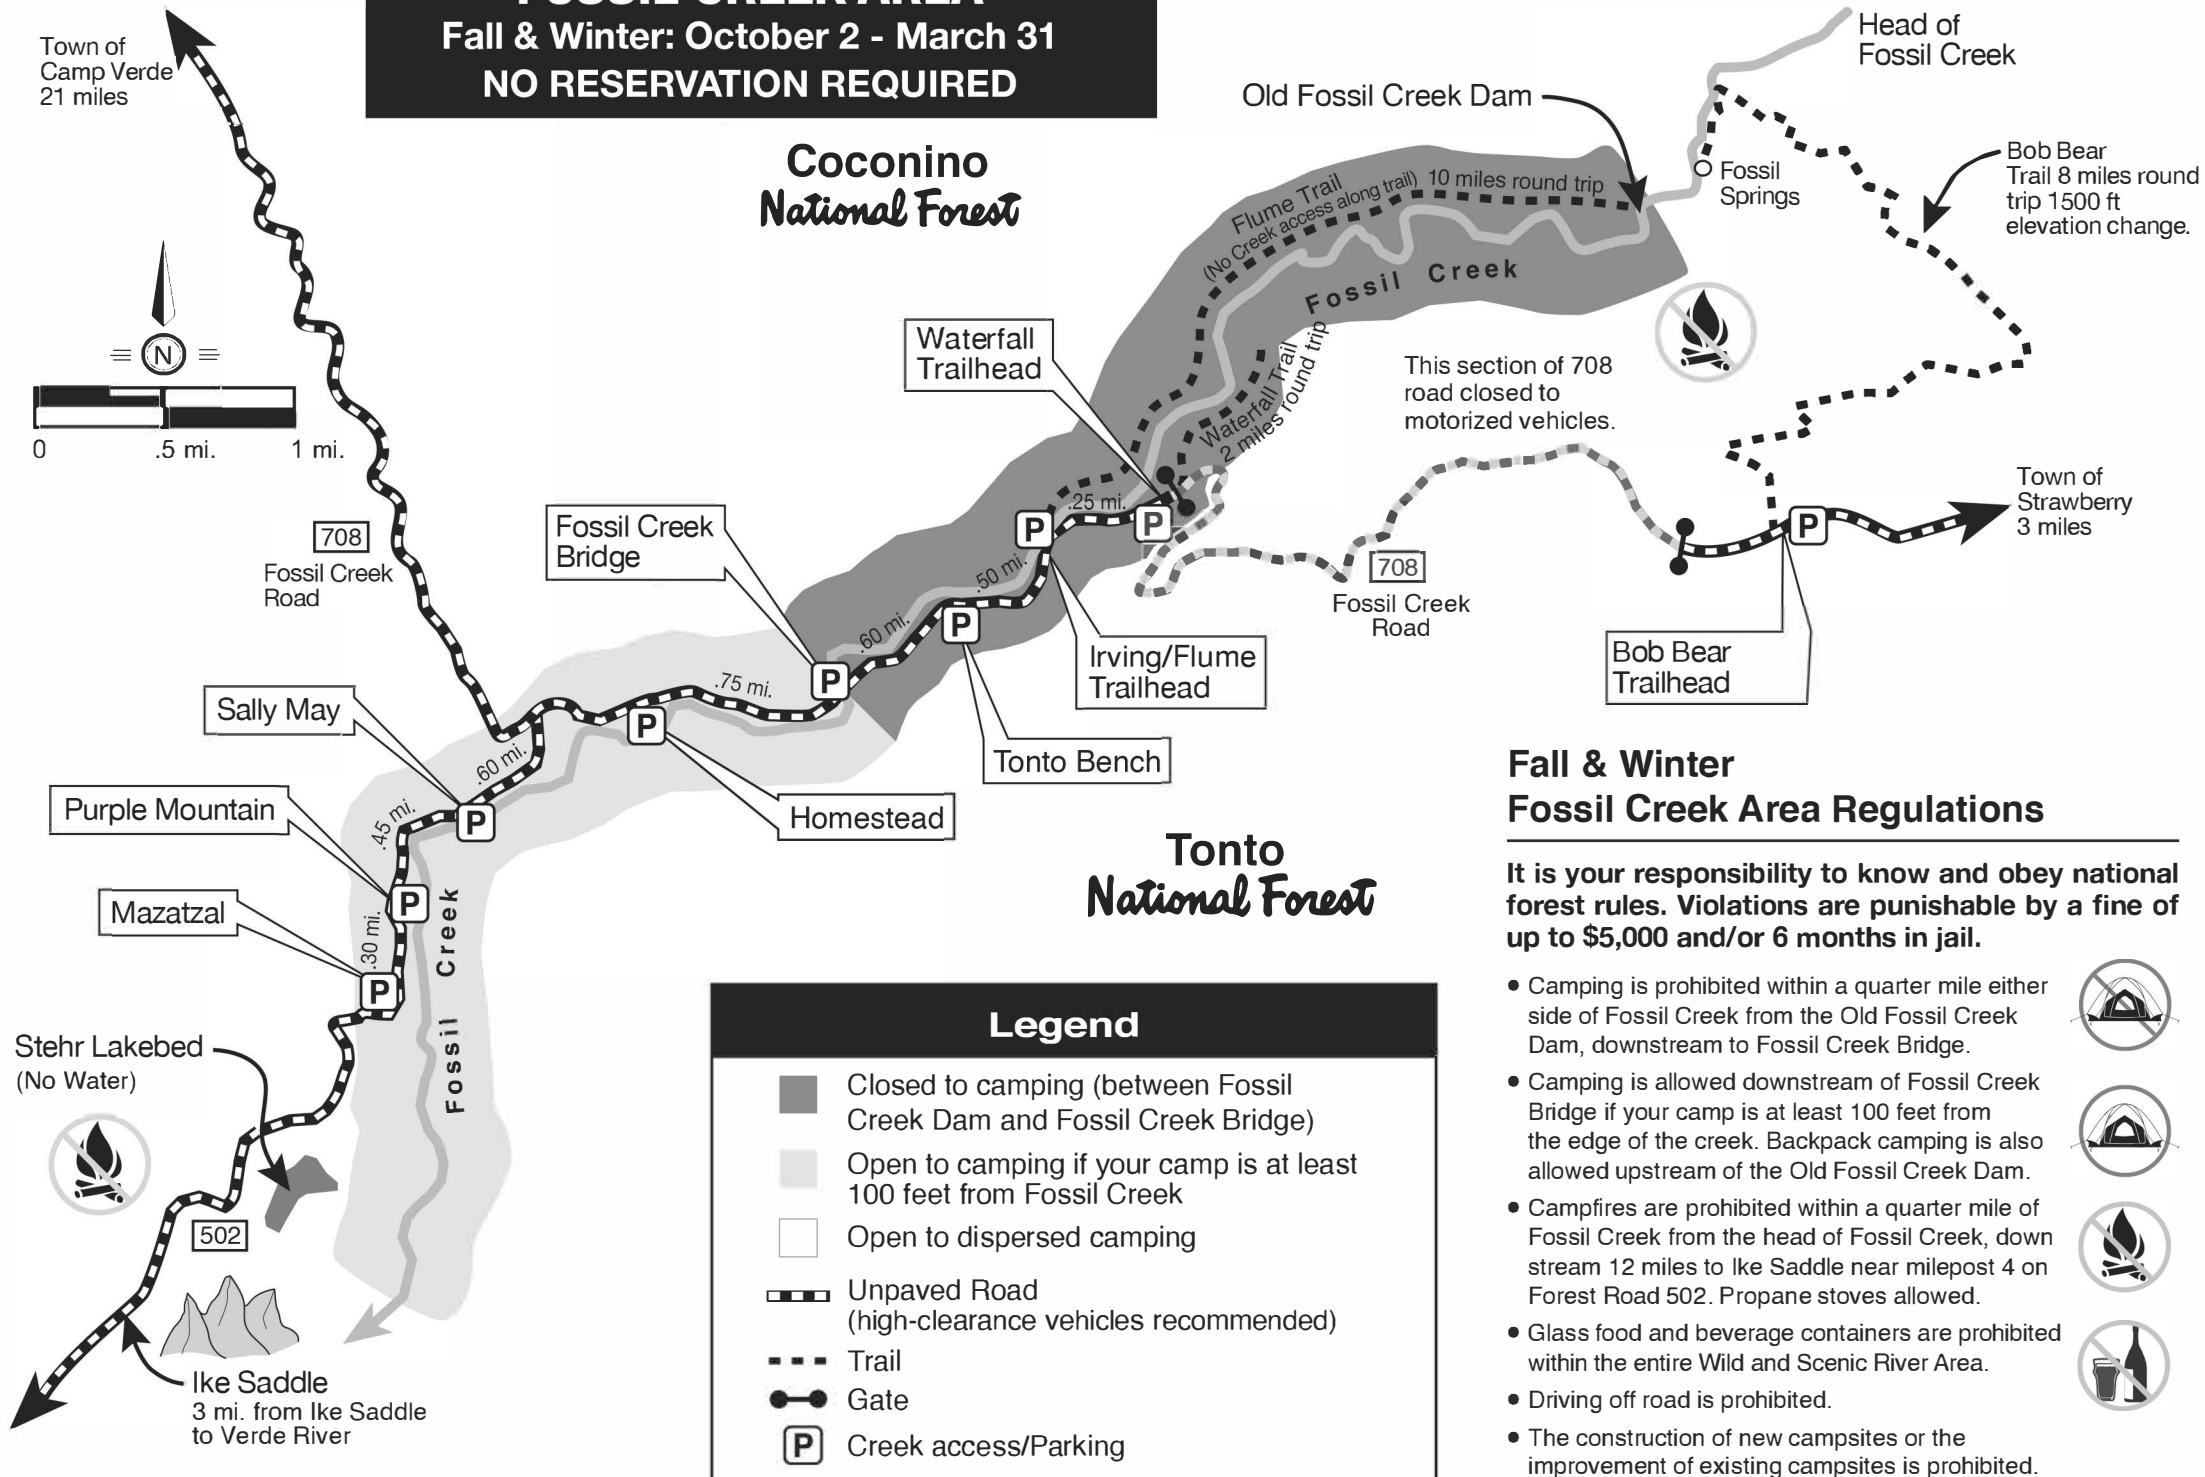 FOSSIL CREEK AREA
Fall & Winter: October 2 - March 31
NO RESERVATION REQUIRED
Town of
Camp Verde
21 miles
Coconino
National Forest
Old Fossil Creek Dam
Head of
Fossil Creek
Fossil
Springs
Bob Bear
Trail 8 miles round
trip 1500 ft
elevation change.
Flume Trail
(No Creek access along trail)
10 miles round trip
Fossil Creek
N
0 .5 mi. 1 mi.
Waterfall
Trailhead
Waterfall Trail
2 miles round trip
This section of 708
road closed to
motorized vehicles.
Town of
Strawberry
3 miles
708
Fossil Creek
Road
Fossil Creek
Bridge
.25 mi.
P
P
P
.50 mi.
708
Fossil Creek
Road
.60 mi.
P
Irving/Flume
Trailhead
Bob Bear
Trailhead
Sally May
.75 mi.
P
P
Tonto Bench
.60 mi.
Purple Mountain
.45 mi.
P
Homestead
Mazatzal
P
.30 mi.
P
Fossil Creek
Tonto
National Forest
Stehr Lakebed
(No Water)
502
Ike Saddle
3 mi. from Ike Saddle
to Verde River
Legend
Closed to camping (between Fossil
Creek Dam and Fossil Creek Bridge)
Open to camping if your camp is at least
100 feet from Fossil Creek
Open to dispersed camping
Unpaved Road
(high-clearance vehicles recommended)
Trail
Gate
P Creek access/Parking
Fall & Winter
Fossil Creek Area Regulations
It is your responsibility to know and obey national
forest rules. Violations are punishable by a fine of
up to $5,000 and/or 6 months in jail.
• Camping is prohibited within a quarter mile either
side of Fossil Creek from the Old Fossil Creek
Dam, downstream to Fossil Creek Bridge.
• Camping is allowed downstream of Fossil Creek
Bridge if your camp is at least 100 feet from
the edge of the creek. Backpack camping is also
allowed upstream of the Old Fossil Creek Dam.
• Campfires are prohibited within a quarter mile of
Fossil Creek from the head of Fossil Creek, down
stream 12 miles to Ike Saddle near milepost 4 on
Forest Road 502. Propane stoves allowed.
• Glass food and beverage containers are prohibited
within the entire Wild and Scenic River Area.
• Driving off road is prohibited.
• The construction of new campsites or the
improvement of existing campsites is prohibited.